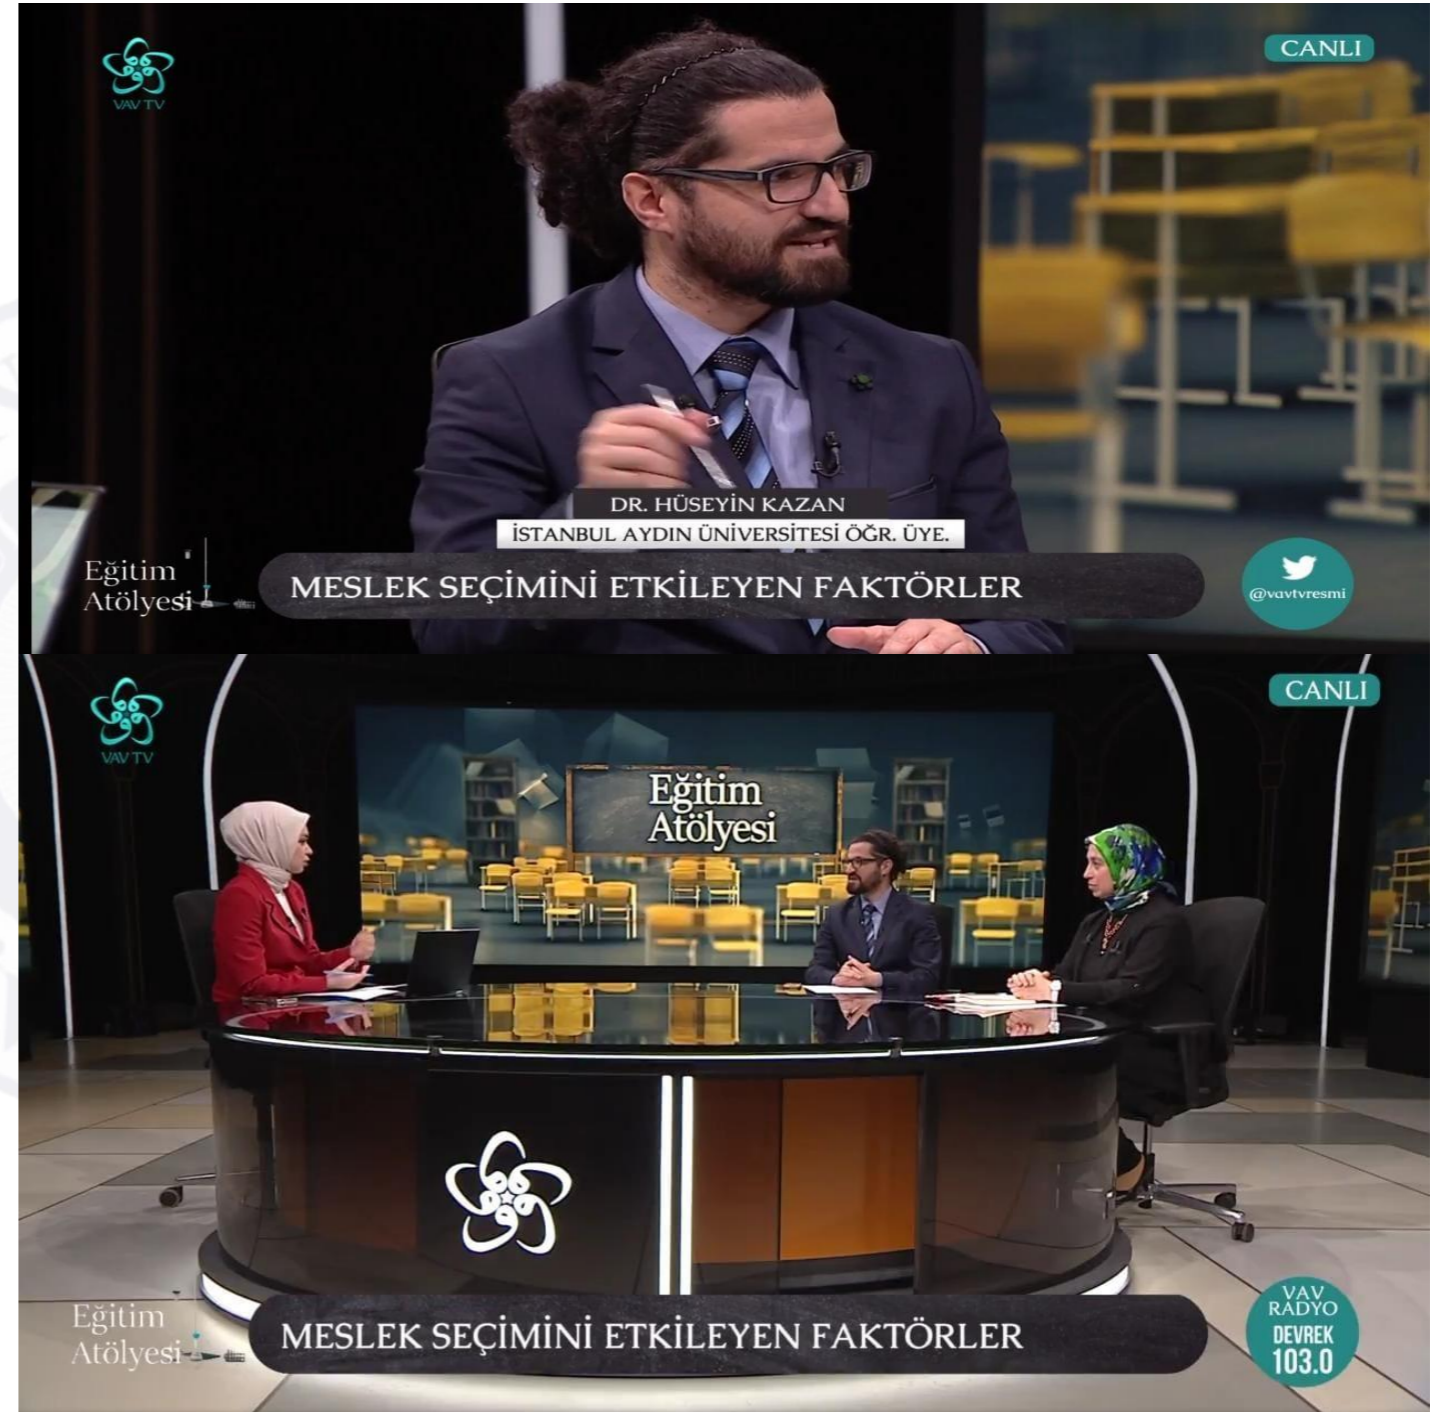 VAV TV
CANLI
DR. HÜSEYİN KAZAN
İSTANBUL AYDIN ÜNİVERSİTESİ ÖĞR. ÜYE.
Eğitim
Atölyesi
MESLEK SEÇİMİNİ ETKİLEYEN FAKTÖRLER
@vavtvresmi
VAV TV
CANLI
Eğitim
Atölyesi
Eğitim
Atölyesi
MESLEK SEÇİMİNİ ETKİLEYEN FAKTÖRLER
VAV
RADYO
DEVREK
103.0